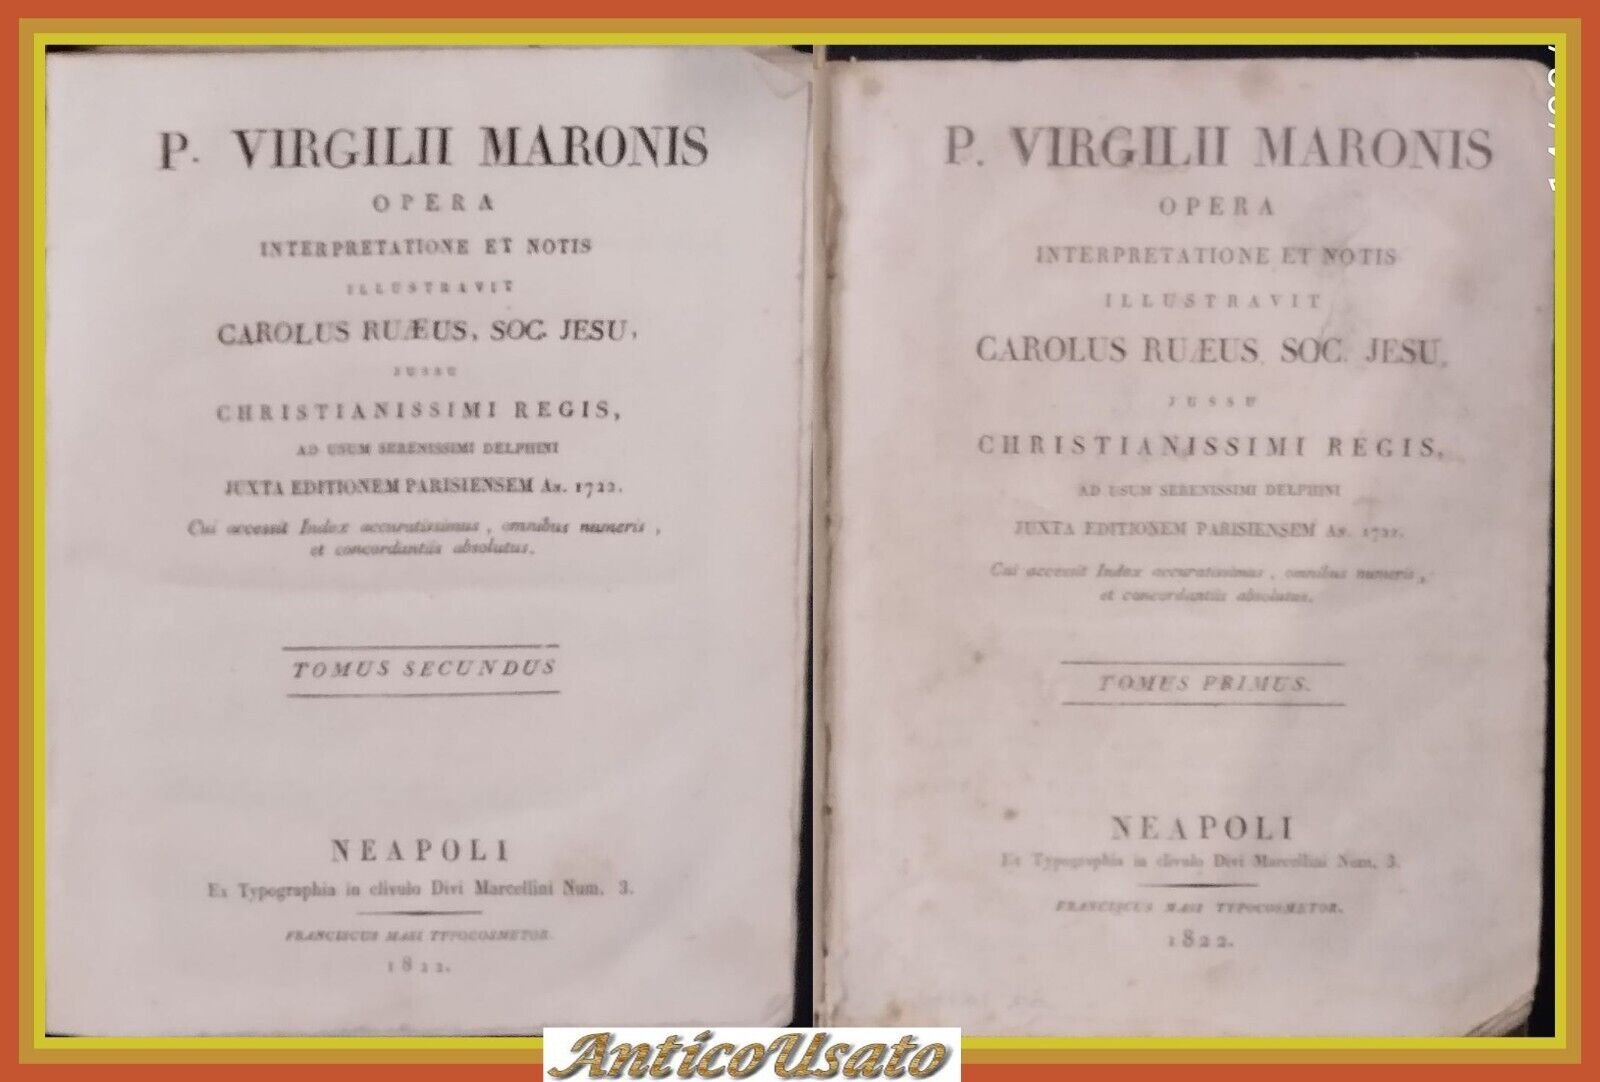 P. VIRGILII MARONIS
OPERA
INTERPRETATIONE ET NOTIS
ILLUSTRAVIT
CAROLUS RUÆUS, SOC. JESU,
JUSSU
CHRISTIANISSIMI REGIS,
AD USUM SERENISSIMI DELPHINI
JUXTA EDITIONEM PARISIENSEM An. 1722.
Cui accessit Index accuratissimus, omnibus numeris,
et concordantiis absolutus.
TOMUS SECUNDUS
NEAPOLI
Ex Typographia in clivulo Divi Marcellini Num. 3.
FRANCISCUS MASI TYPOCOSMETOR.
1822.
P. VIRGILII MARONIS
OPERA
INTERPRETATIONE ET NOTIS
ILLUSTRAVIT
CAROLUS RUÆUS, SOC. JESU,
JUSSU
CHRISTIANISSIMI REGIS,
AD USUM SERENISSIMI DELPHINI
JUXTA EDITIONEM PARISIENSEM An. 1722.
Cui accessit Index accuratissimus, omnibus numeris,
et concordantiis absolutus.
TOMUS PRIMUS.
NEAPOLI
Ex Typographia in clivulo Divi Marcellini Num. 3.
FRANCISCUS MASI TYPOCOSMETOR.
1822.
AnticoUsato